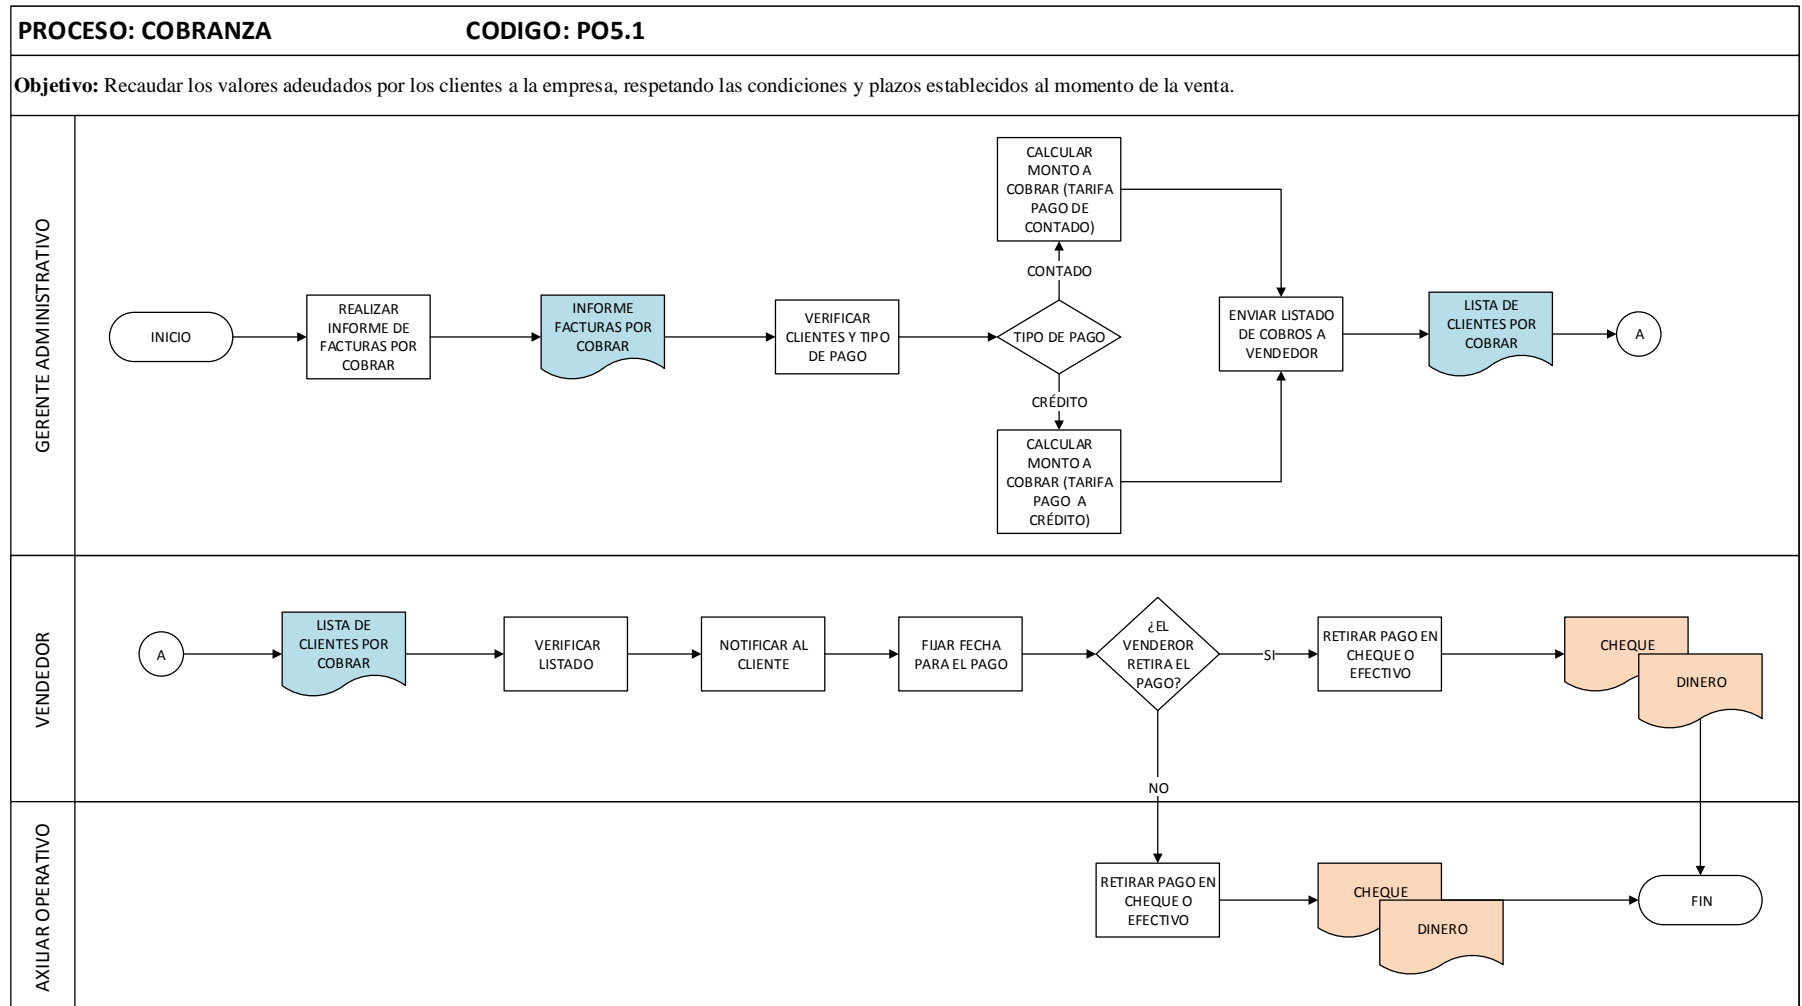 PROCESO: COBRANZA CODIGO: PO5.1
Objetivo: Recaudar los valores adeudados por los clientes a la empresa, respetando las condiciones y plazos establecidos al momento de la venta.
GERENTE ADMINISTRATIVO
INICIO
REALIZAR
INFORME DE
FACTURAS POR
COBRAR
INFORME
FACTURAS POR
COBRAR
VERIFICAR
CLIENTES Y TIPO
DE PAGO
TIPO DE PAGO
CONTADO
CALCULAR
MONTO A
COBRAR (TARIFA
PAGO DE
CONTADO)
CRÉDITO
CALCULAR
MONTO A
COBRAR (TARIFA
PAGO A
CRÉDITO)
ENVIAR LISTADO
DE COBROS A
VENDEDOR
LISTA DE
CLIENTES POR
COBRAR
A
VENDEDOR
A
LISTA DE
CLIENTES POR
COBRAR
VERIFICAR
LISTADO
NOTIFICAR AL
CLIENTE
FIJAR FECHA
PARA EL PAGO
¿EL
VENDEROR
RETIRA EL
PAGO?
SI
RETIRAR PAGO EN
CHEQUE O
EFECTIVO
CHEQUE
DINERO
NO
AXILIAR OPERATIVO
RETIRAR PAGO EN
CHEQUE O
EFECTIVO
CHEQUE
DINERO
FIN